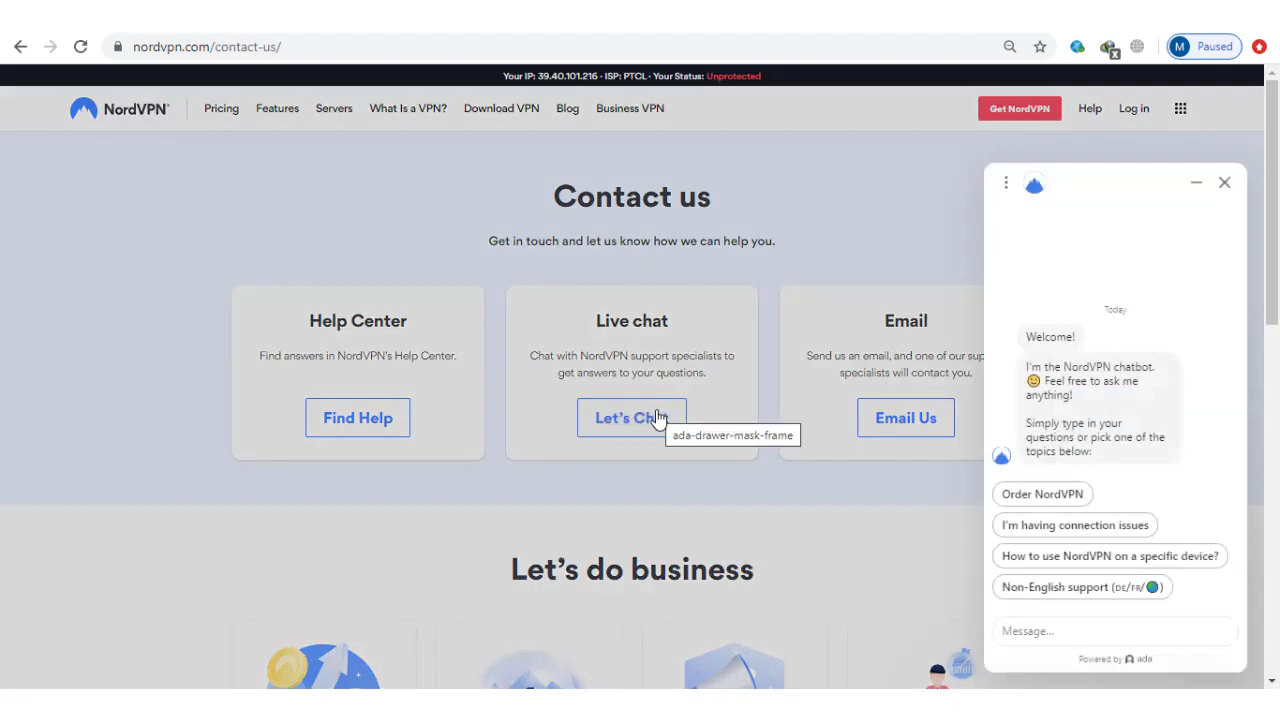 nordvpn.com/contact-us/
M Paused
Your IP: 39.40.101.216 · ISP: PTCL · Your Status: Unprotected
NordVPN® Pricing Features Servers What Is a VPN? Download VPN Blog Business VPN Get NordVPN Help Log in
Contact us
Get in touch and let us know how we can help you.
Help Center
Find answers in NordVPN's Help Center.
Find Help
Live chat
Chat with NordVPN support specialists to
get answers to your questions.
Let's Ch
ada-drawer-mask-frame
Email
Send us an email, and one of our sup
specialists will contact you.
Email Us
Let's do business
Today
Welcome!
I'm the NordVPN chatbot.
😉 Feel free to ask me
anything!
Simply type in your
questions or pick one of the
topics below:
Order NordVPN
I'm having connection issues
How to use NordVPN on a specific device?
Non-English support (DE/FR/🌍)
Message...
Powered by ada